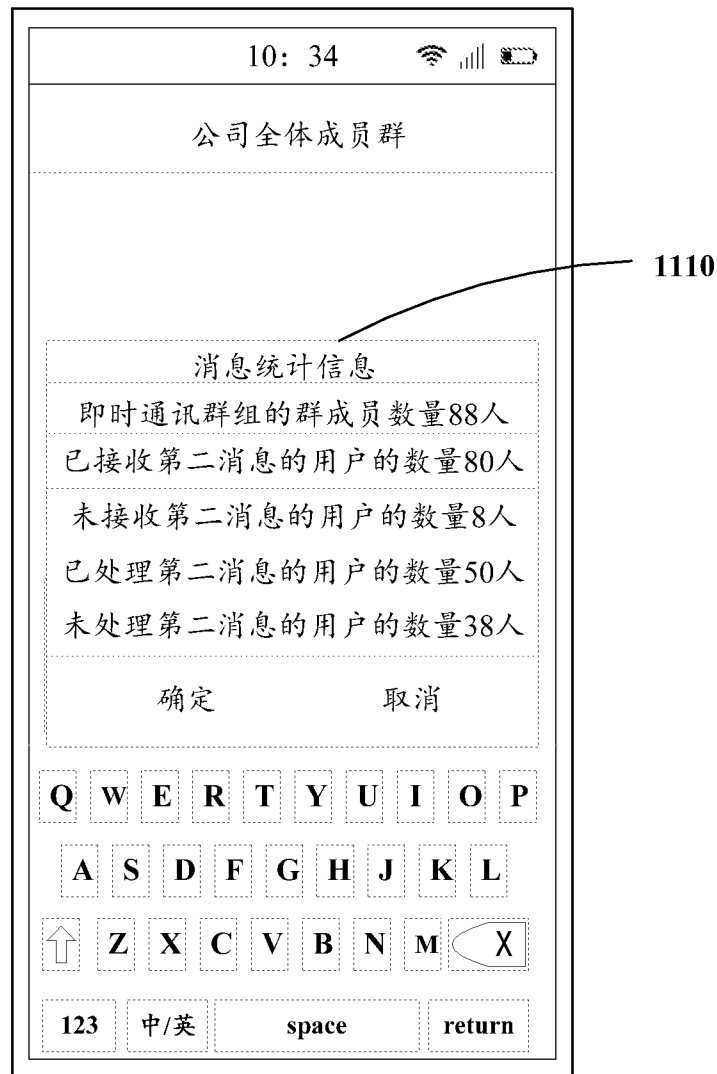 10: 34
公司全体成员群
1110
消息统计信息
即时通讯群组的群成员数量88人
已接收第二消息的用户的数量80人
未接收第二消息的用户的数量8人
已处理第二消息的用户的数量50人
未处理第二消息的用户的数量38人
确定 取消
Q W E R T Y U I O P
A S D F G H J K L
Z X C V B N M X
123 中/英 space return